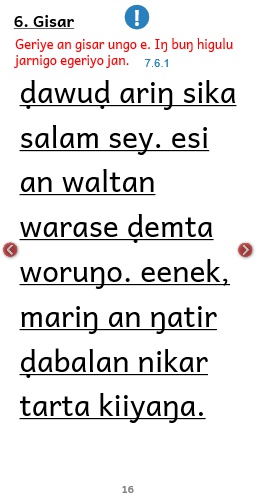 6. Gisar
!
Geriye an gisar ungo e. Iŋ buŋ higulu
jarnigo egeriyo jan. 7.6.1
ḍawuḍ ariŋ sika
salam sey. esi
an waltan
warase ḍemta
woruŋo. eenek,
mariŋ an ŋatir
ḍabalan nikar
tarta kiiyaŋa.
16